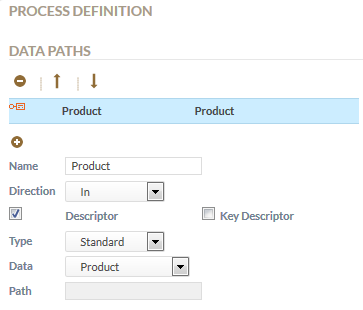 PROCESS DEFINITION
DATA PATHS
Product Product
Name Product
Direction In
Descriptor Key Descriptor
Type Standard
Data Product
Path